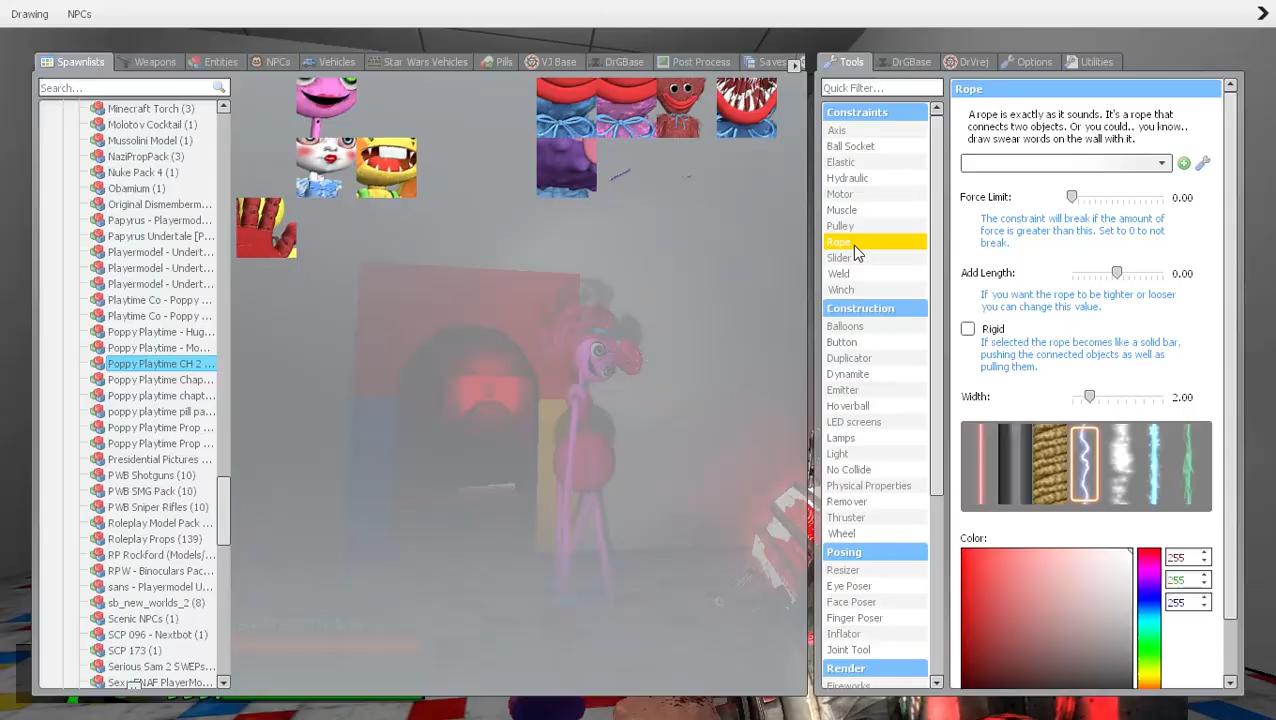 Drawing NPCs
Spawnlists Weapons Entities NPCs Vehicles Star Wars Vehicles Pills VJ Base DrGBase Post Process Saves
Search...
Minecraft Torch (3)
Molotov Cocktail (1)
Mussolini Model (1)
NaziPropPack (3)
Nuke Pack 4 (1)
Obamium (1)
Original Dismemberm...
Papyrus - Playermod...
Papyrus Undertale [P...
Playermodel - Undert...
Playermodel - Undert...
Playermodel - Undert...
Playtime Co - Poppy ...
Playtime Co - Poppy ...
Poppy Playtime - Hug...
Poppy Playtime - Mo...
Poppy Playtime CH 2 ...
Poppy Playtime Chap...
Poppy playtime chapt...
poppy playtime pill pa...
Poppy Playtime Prop ...
Poppy Playtime Prop ...
Presidential Pictures ...
PWB Shotguns (10)
PWB SMG Pack (10)
PWB Sniper Rifles (10)
Roleplay Model Pack ...
Roleplay Props (139)
RP Rockford (Models/...
RPW - Binoculars Pac...
sans - Playermodel U...
sb_new_worlds_2 (8)
Scenic NPCs (1)
SCP 096 - Nextbot (1)
SCP 173 (1)
Serious Sam 2 SWEPs...
Tools DrGBase DrVrej Options Utilities
Quick Filter...
Constraints
Axis
Ball Socket
Elastic
Hydraulic
Motor
Muscle
Pulley
Rope
Slider
Weld
Winch
Construction
Balloons
Button
Duplicator
Dynamite
Emitter
Hoverball
LED screens
Lamps
Light
No Collide
Physical Properties
Remover
Thruster
Wheel
Posing
Resizer
Eye Poser
Face Poser
Finger Poser
Inflator
Joint Tool
Render
Fireworks
Rope
A rope is exactly as it sounds. It's a rope that
connects two objects. Or you could.. you know..
draw swear words on the wall with it.
Force Limit: 0.00
The constraint will break if the amount of
force is greater than this. Set to 0 to not
break.
Add Length: 0.00
If you want the rope to be tighter or looser
you can change this value.
Rigid
If selected the rope becomes like a solid bar,
pushing the connected objects as well as
pulling them.
Width: 2.00
Color:
255
255
255